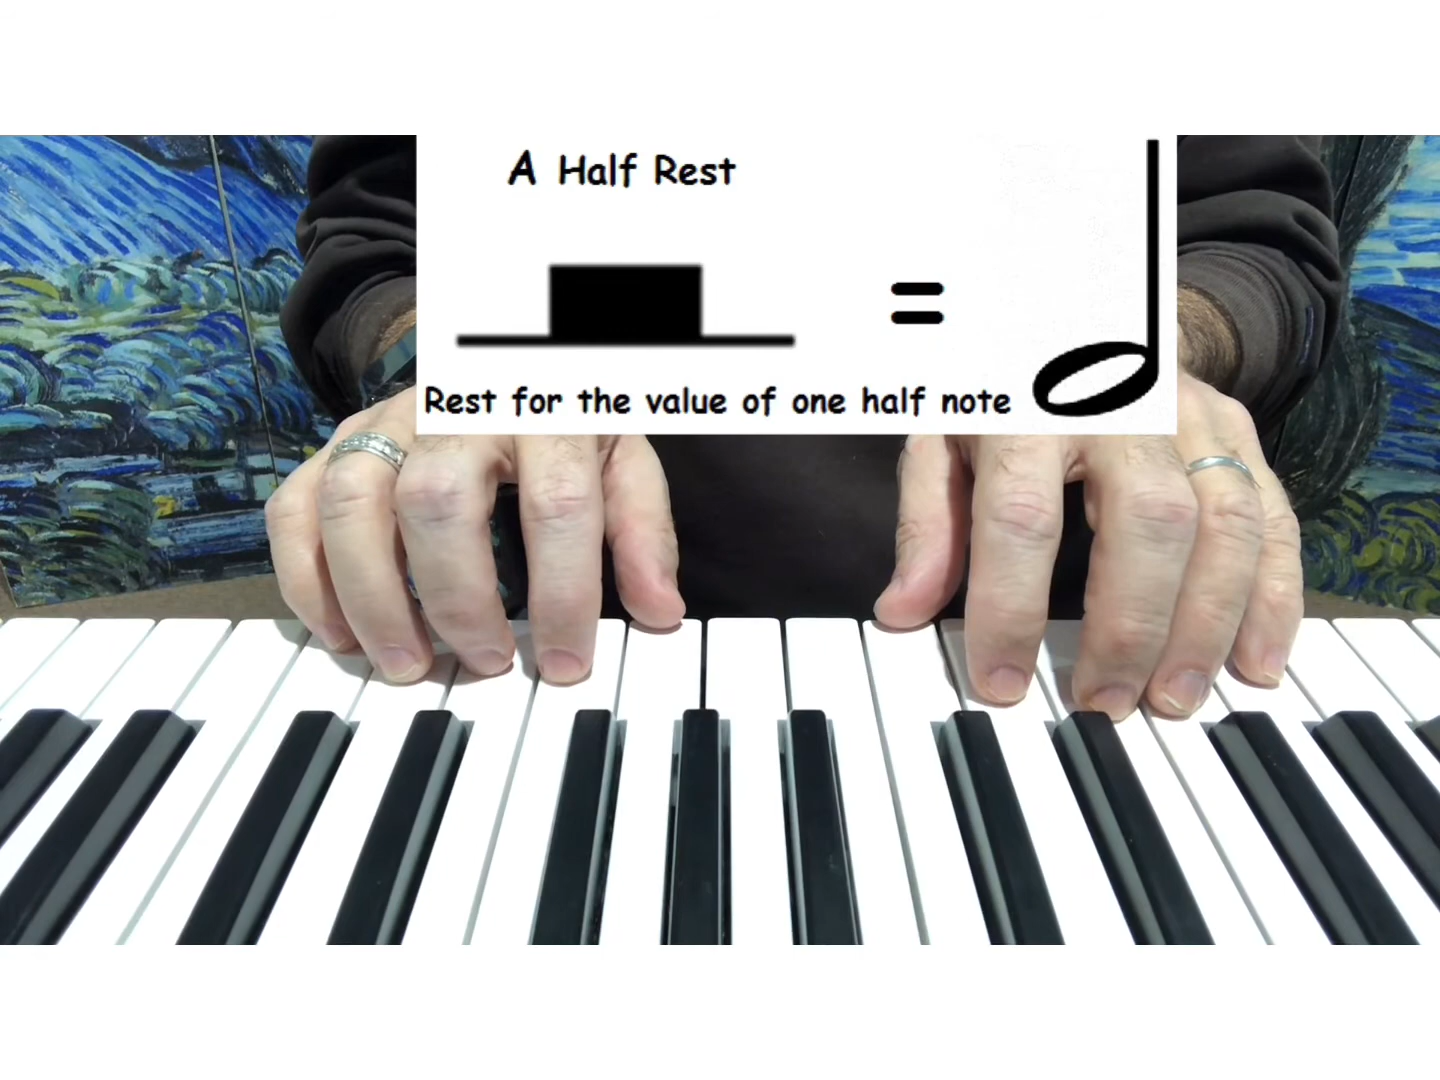 A Half Rest
=
Rest for the value of one half note